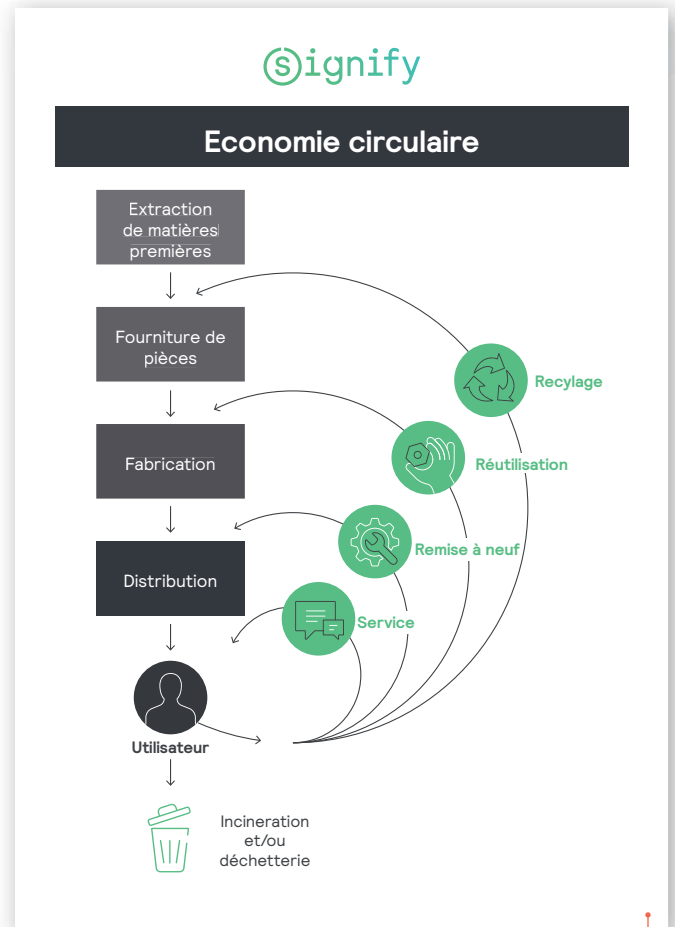 signify
Economie circulaire
Extraction
de matières
premières
Fourniture de
pièces
Recylage
Fabrication
Réutilisation
Remise à neuf
Distribution
Service
Utilisateur
Incineration
et/ou
déchetterie